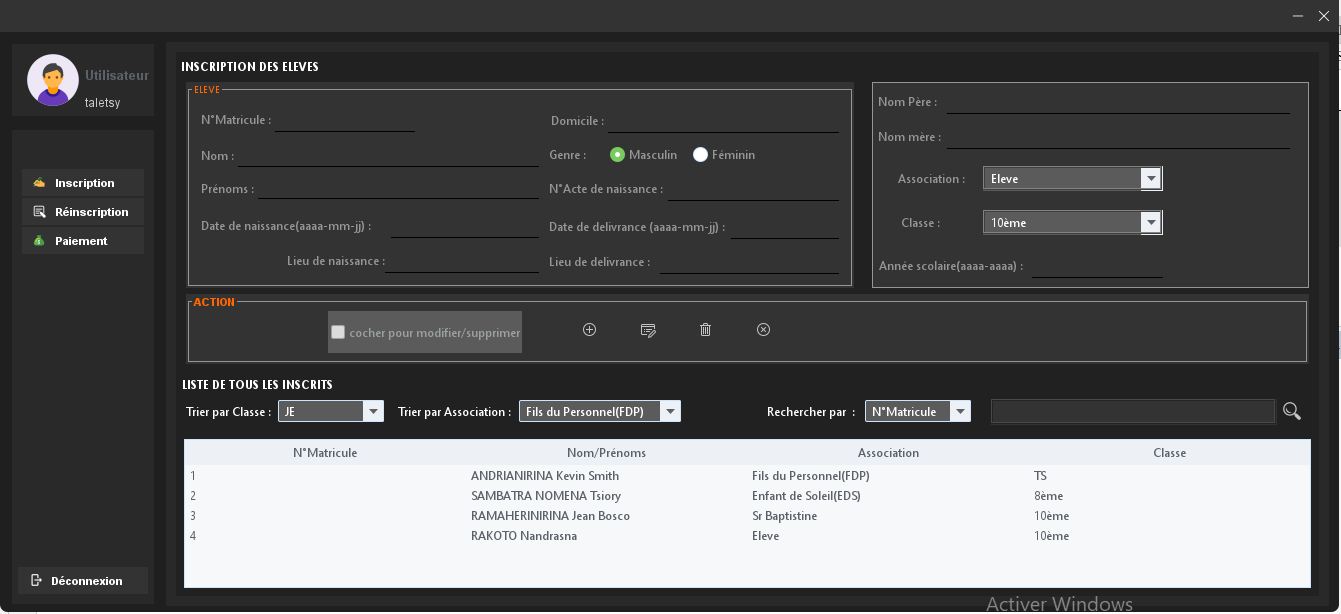 Utilisateur
taletsy
Inscription
Réinscription
Paiement
Déconnexion
INSCRIPTION DES ELEVES
ELEVE
N°Matricule :
Domicile :
Nom :
Genre : Masculin Féminin
Prénoms :
N°Acte de naissance :
Date de naissance(aaaa-mm-jj) :
Date de delivrance (aaaa-mm-jj) :
Lieu de naissance :
Lieu de delivrance :
Nom Père :
Nom mère :
Association : Eleve
Classe : 10ème
Année scolaire(aaaa-aaaa) :
ACTION
cocher pour modifier/supprimer
LISTE DE TOUS LES INSCRITS
Trier par Classe : JE Trier par Association : Fils du Personnel(FDP) Rechercher par : N°Matricule
N°Matricule Nom/Prénoms Association Classe
1 ANDRIANIRINA Kevin Smith Fils du Personnel(FDP) TS
2 SAMBATRA NOMENA Tsiory Enfant de Soleil(EDS) 8ème
3 RAMAHERINIRINA Jean Bosco Sr Baptistine 10ème
4 RAKOTO Nandrasna Eleve 10ème
Activer Windows